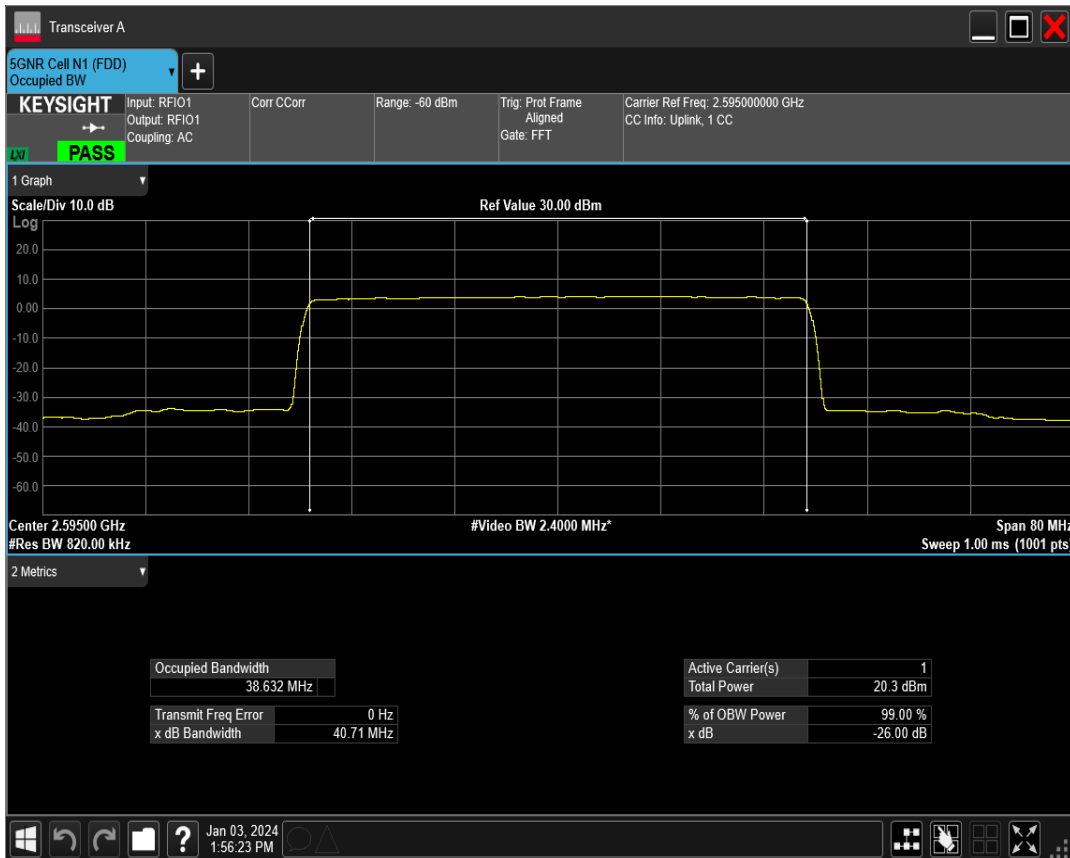 Transceiver A
5GNR Cell N1 (FDD)
Occupied BW
KEYSIGHT
LXI
PASS
Input: RFIO1
Output: RFIO1
Coupling: AC
Corr CCorr
Range: -60 dBm
Trig: Prot Frame
Aligned
Gate: FFT
Carrier Ref Freq: 2.595000000 GHz
CC Info: Uplink, 1 CC
1 Graph
Scale/Div 10.0 dB
Ref Value 30.00 dBm
Log
20.0
10.0
0.00
-10.0
-20.0
-30.0
-40.0
-50.0
-60.0
Center 2.59500 GHz
#Video BW 2.4000 MHz*
Span 80 MHz
#Res BW 820.00 kHz
Sweep 1.00 ms (1001 pts)
2 Metrics
Occupied Bandwidth
38.632 MHz
Transmit Freq Error 0 Hz
x dB Bandwidth 40.71 MHz
Active Carrier(s) 1
Total Power 20.3 dBm
% of OBW Power 99.00 %
x dB -26.00 dB
?
Jan 03, 2024
1:56:23 PM